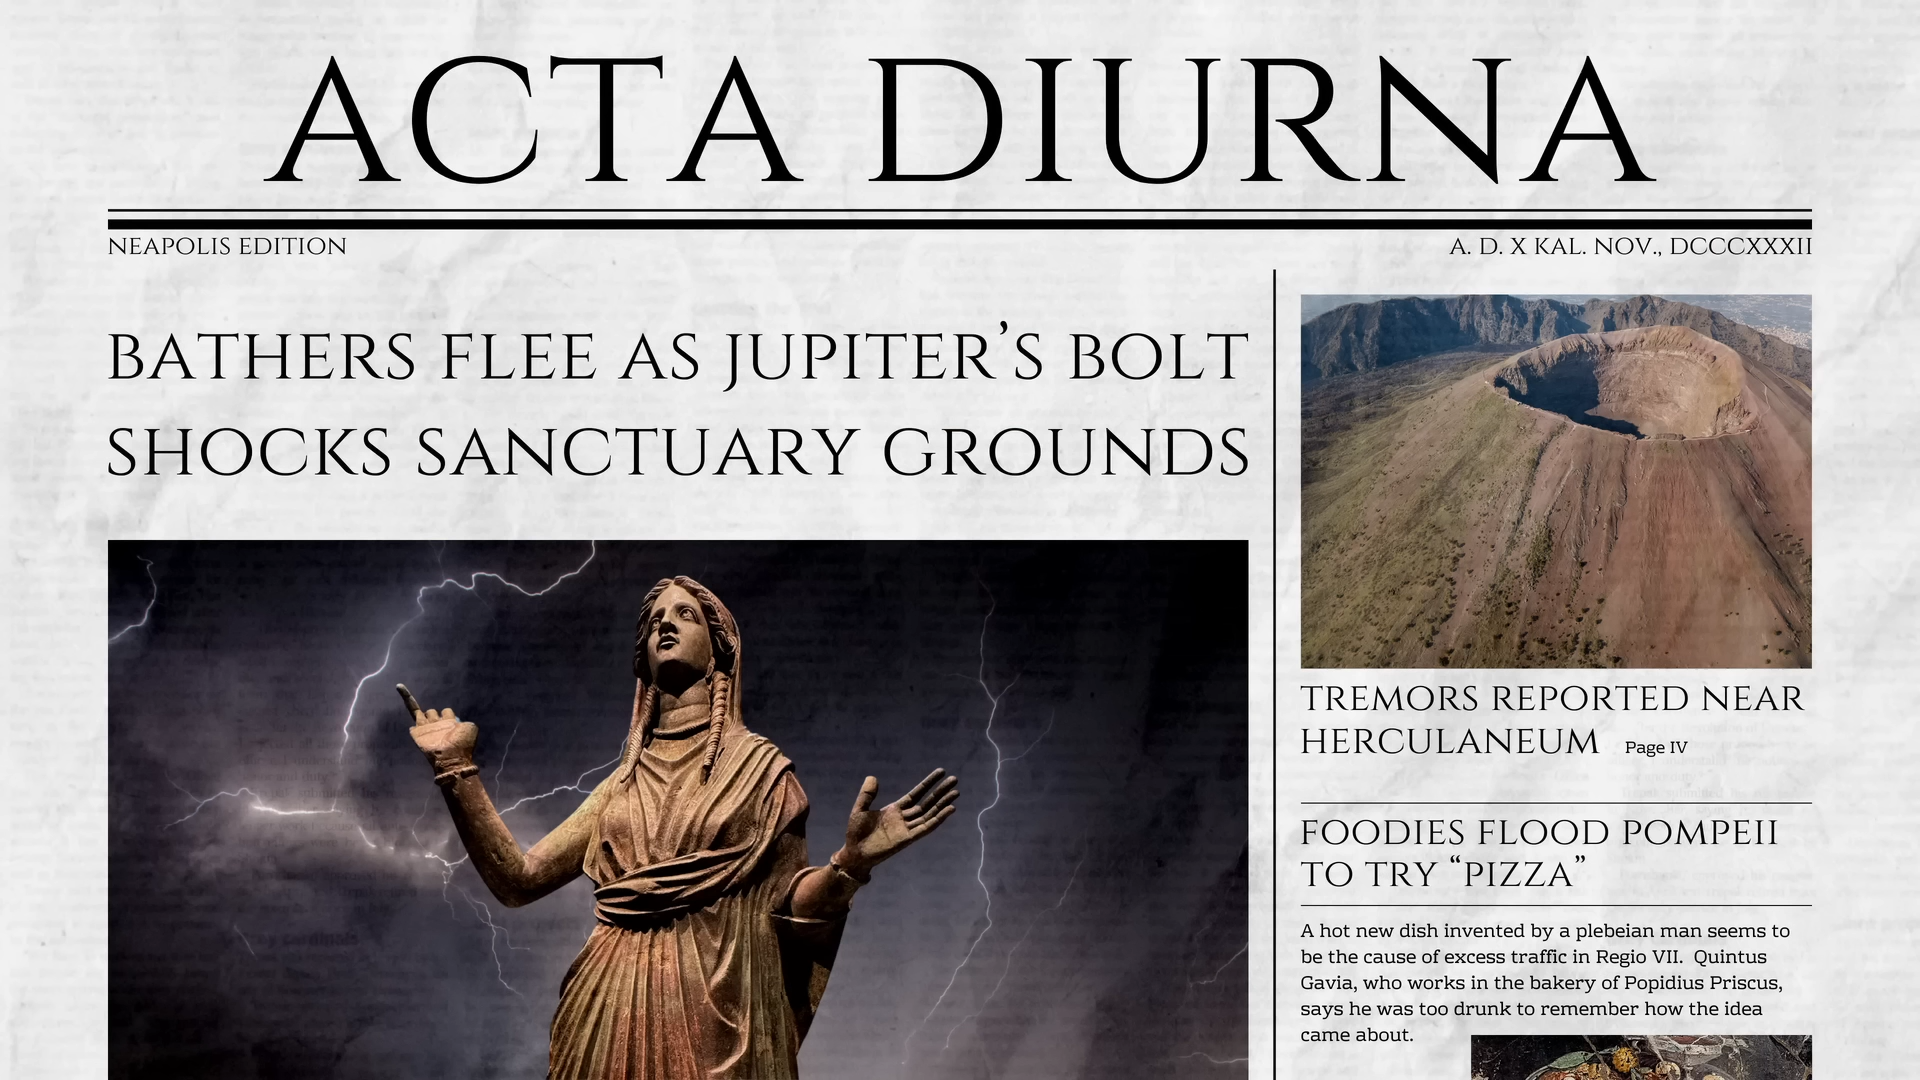 ACTA DIURNA
NEAPOLIS EDITION
A. D. X KAL. NOV., DCCCXXXII
BATHERS FLEE AS JUPITER’S BOLT
SHOCKS SANCTUARY GROUNDS
TREMORS REPORTED NEAR
HERCULANEUM Page IV
FOODIES FLOOD POMPEII
TO TRY “PIZZA”
A hot new dish invented by a plebeian man seems to
be the cause of excess traffic in Regio VII. Quintus
Gavia, who works in the bakery of Popidius Priscus,
says he was too drunk to remember how the idea
came about.